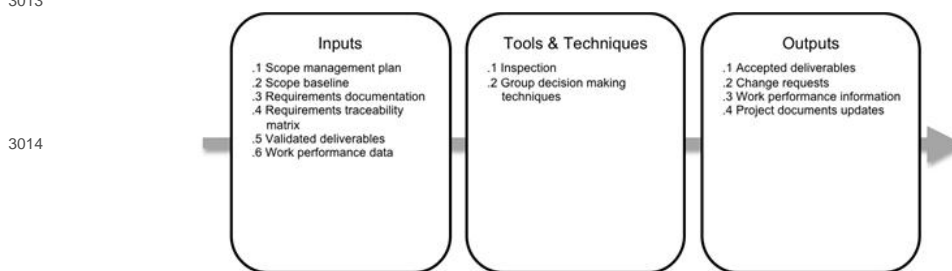 3013
Inputs
.1 Scope management plan
.2 Scope baseline
.3 Requirements documentation
.4 Requirements traceability
matrix
.5 Validated deliverables
.6 Work performance data
Tools & Techniques
.1 Inspection
.2 Group decision making
techniques
Outputs
.1 Accepted deliverables
.2 Change requests
.3 Work performance information
.4 Project documents updates
3014